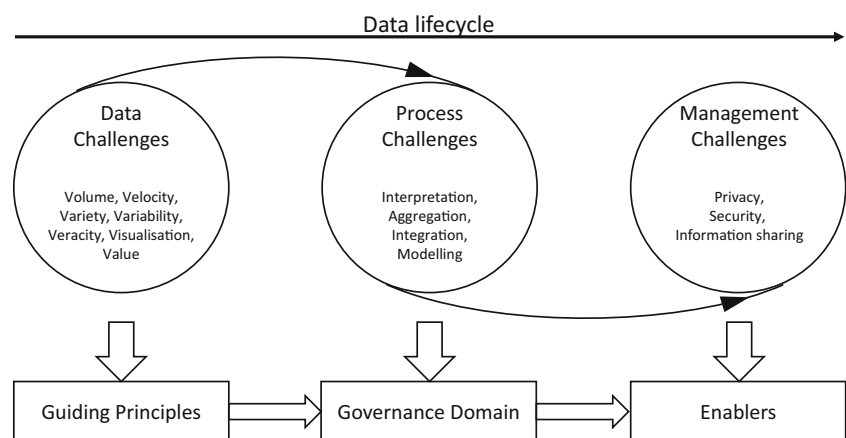 Data lifecycle
Data
Challenges
Volume, Velocity,
Variety, Variability,
Veracity, Visualisation,
Value
Process
Challenges
Interpretation,
Aggregation,
Integration,
Modelling
Management
Challenges
Privacy,
Security,
Information sharing
Guiding Principles
Governance Domain
Enablers